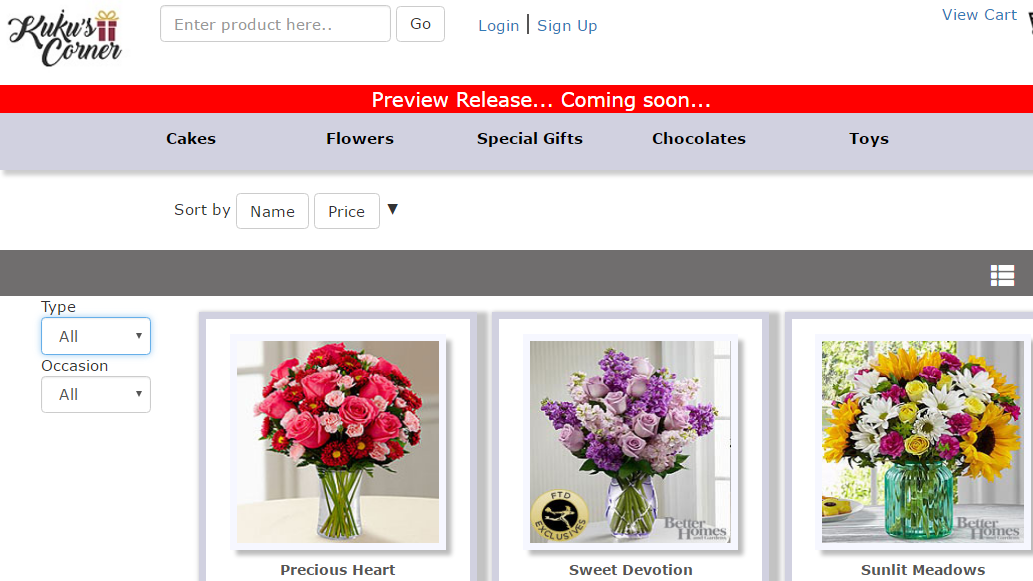 Kuku's
Corner
Enter product here..
Go
Login | Sign Up
View Cart
Preview Release... Coming soon...
Cakes Flowers Special Gifts Chocolates Toys
Sort by Name Price ▼
Type
All
Occasion
All
FTD
EXCLUSIVES
Better
Homes
and Gardens
Better
Homes
and Gardens
Precious Heart Sweet Devotion Sunlit Meadows